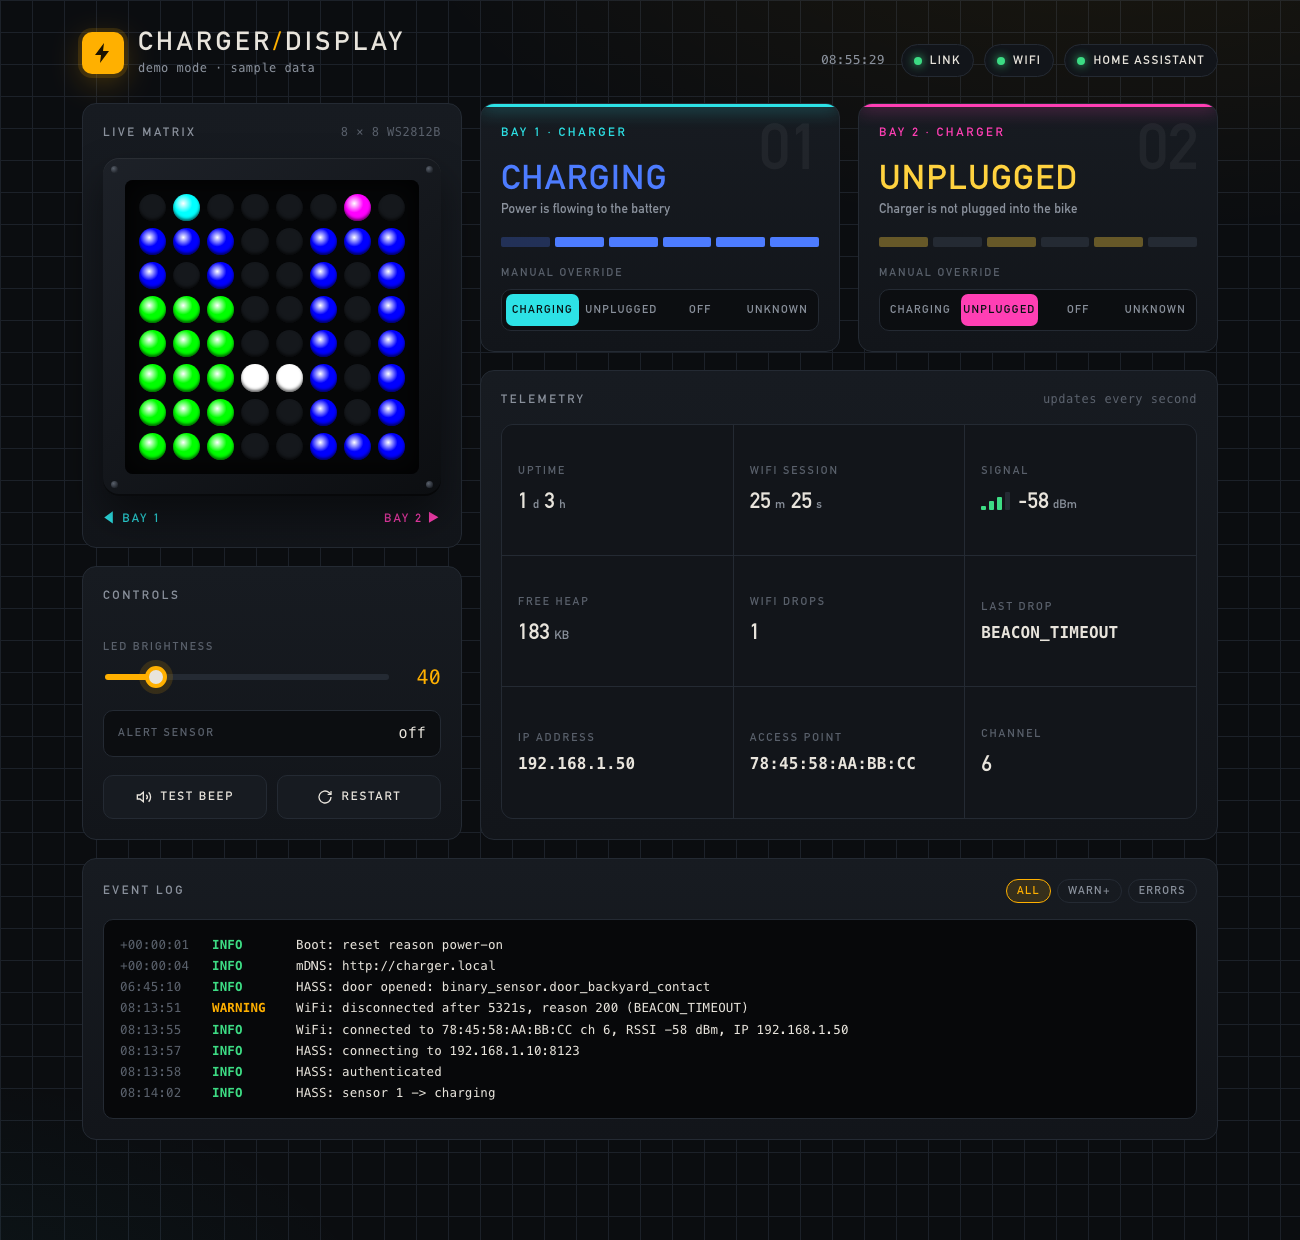 CHARGER/DISPLAY
demo mode · sample data
08:55:29
LINK
WIFI
HOME ASSISTANT
LIVE MATRIX
8 × 8 WS2812B
◀ BAY 1
BAY 2 ▶
BAY 1 · CHARGER
01
CHARGING
Power is flowing to the battery
MANUAL OVERRIDE
CHARGING UNPLUGGED OFF UNKNOWN
BAY 2 · CHARGER
02
UNPLUGGED
Charger is not plugged into the bike
MANUAL OVERRIDE
CHARGING UNPLUGGED OFF UNKNOWN
CONTROLS
LED BRIGHTNESS
40
ALERT SENSOR off
TEST BEEP
RESTART
TELEMETRY
updates every second
UPTIME
1 d 3 h
WIFI SESSION
25 m 25 s
SIGNAL
-58 dBm
FREE HEAP
183 KB
WIFI DROPS
1
LAST DROP
BEACON_TIMEOUT
IP ADDRESS
192.168.1.50
ACCESS POINT
78:45:58:AA:BB:CC
CHANNEL
6
EVENT LOG
ALL WARN+ ERRORS
+00:00:01 INFO Boot: reset reason power-on
+00:00:04 INFO mDNS: http://charger.local
06:45:10 INFO HASS: door opened: binary_sensor.door_backyard_contact
08:13:51 WARNING WiFi: disconnected after 5321s, reason 200 (BEACON_TIMEOUT)
08:13:55 INFO WiFi: connected to 78:45:58:AA:BB:CC ch 6, RSSI -58 dBm, IP 192.168.1.50
08:13:57 INFO HASS: connecting to 192.168.1.10:8123
08:13:58 INFO HASS: authenticated
08:14:02 INFO HASS: sensor 1 -> charging